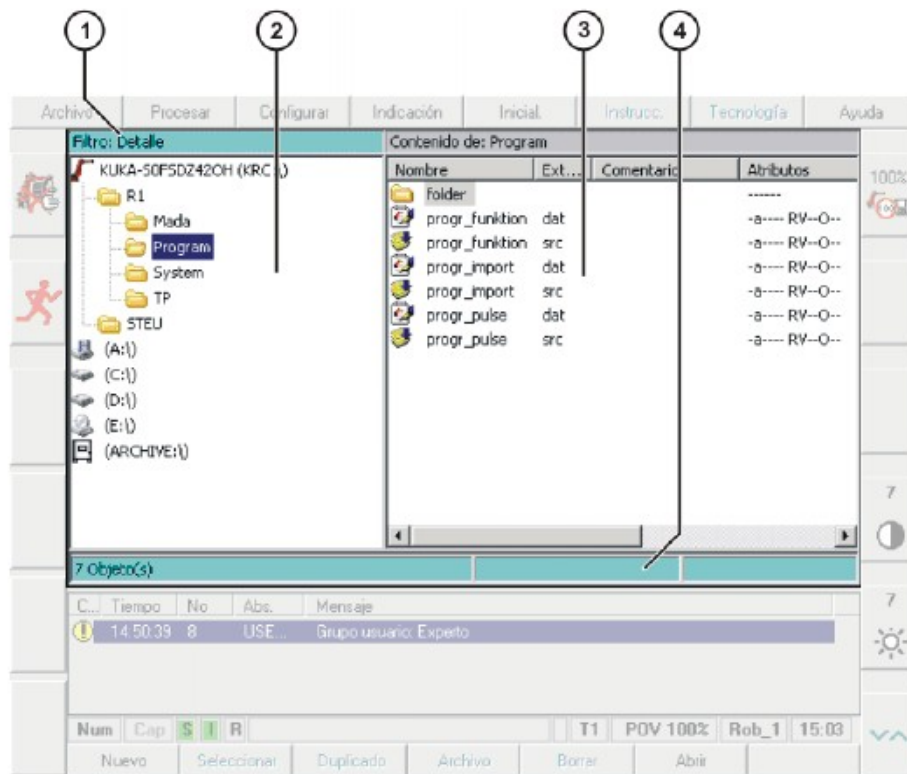 1 2 3 4
Archivo Procesar Configurar Indicación Inicial. Instrucc. Tecnología Ayuda
Filtro: Detalle
Contenido de: Program
KUKA-S0F5DZ42OH (KRC:\)
R1
Mada
Program
System
TP
STEU
(A:\)
(C:\)
(D:\)
(E:\)
(ARCHIVE:\)
Nombre Ext... Comentario Atributos
folder ------
progr_funktion dat -a---- RV--O--
progr_funktion src -a---- RV--O--
progr_import dat -a---- RV--O--
progr_import src -a---- RV--O--
progr_pulse dat -a---- RV--O--
progr_pulse src -a---- RV--O--
100%
7
7
7 Objeto(s)
C... Tiempo No Abs. Mensaje
14:50:39 8 USE... Grupo usuario: Experto
Num Cap S I R T1 POV 100% Rob_1 15:03
Nuevo Seleccionar Duplicado Archivo Borrar Abrir